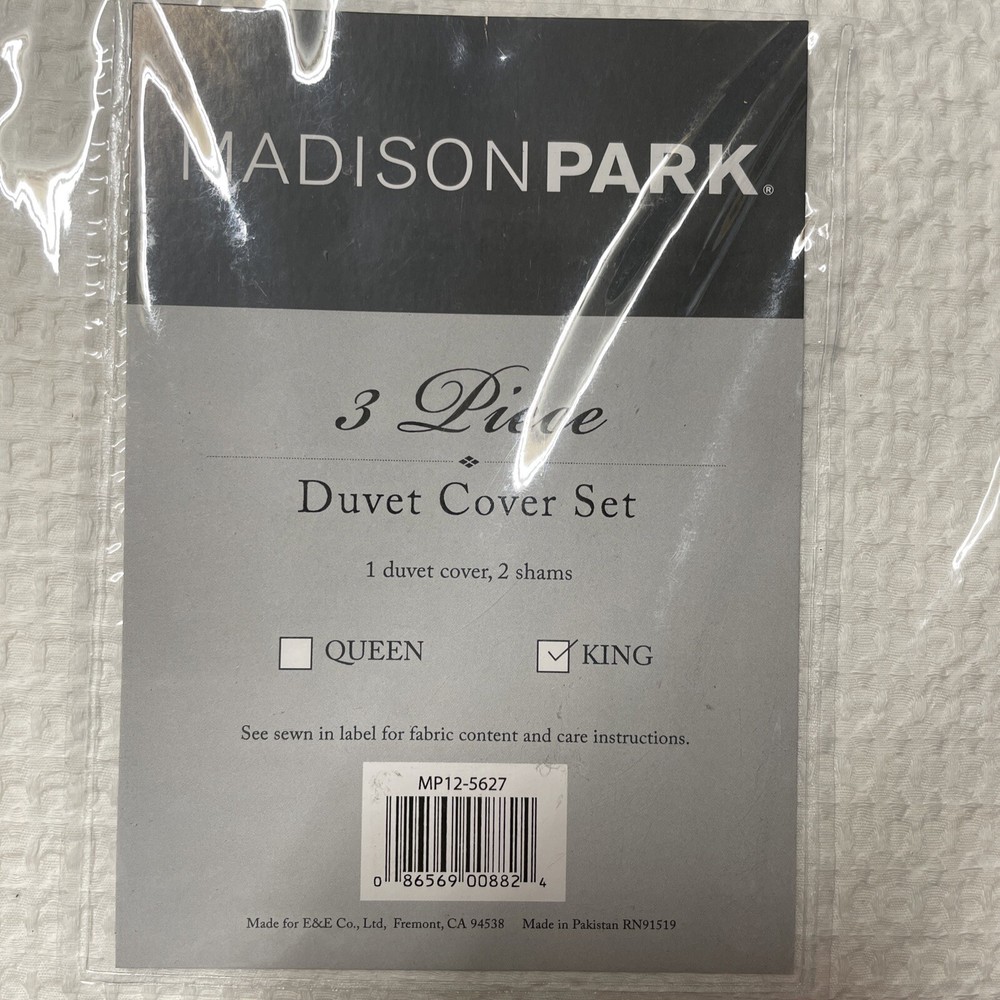 MADISONPARK®
3 Piece
Duvet Cover Set
1 duvet cover, 2 shams
QUEEN
KING
See sewn in label for fabric content and care instructions.
MP12-5627
0 86569 00882 4
Made for E&E Co., Ltd, Fremont, CA 94538 Made in Pakistan RN91519